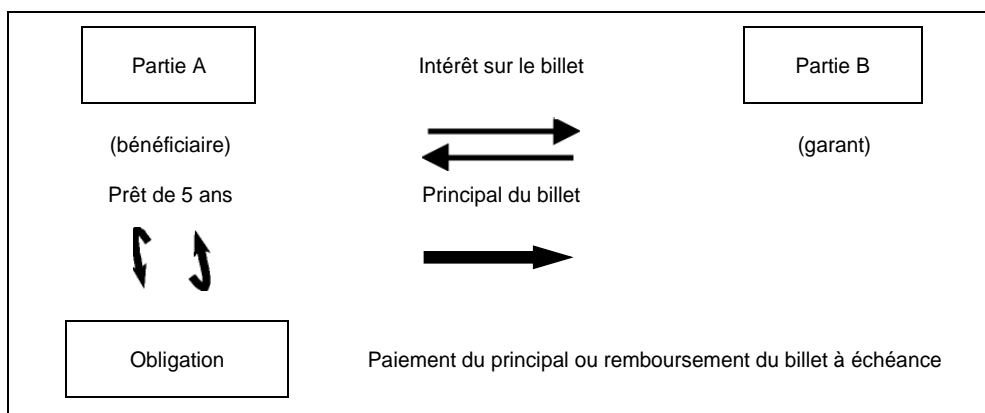 Partie A
Intérêt sur le billet
Partie B
(bénéficiaire)
(garant)
Prêt de 5 ans
Principal du billet
Obligation
Paiement du principal ou remboursement du billet à échéance